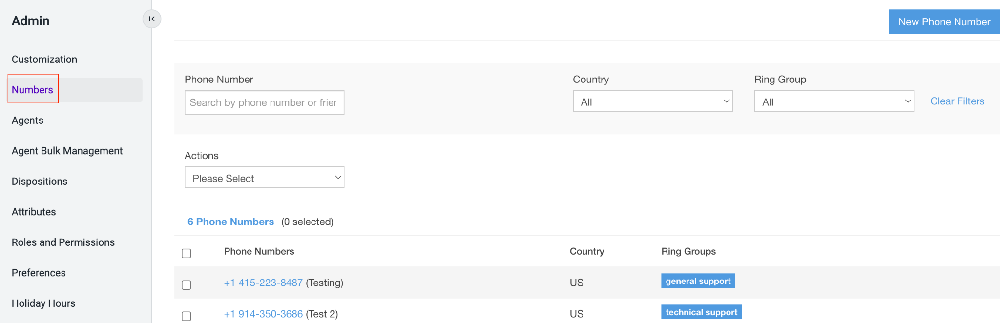 Admin
Customization
Numbers
Agents
Agent Bulk Management
Dispositions
Attributes
Roles and Permissions
Preferences
Holiday Hours
New Phone Number
Phone Number
Search by phone number or frier
Country
All
Ring Group
All
Clear Filters
Actions
Please Select
6 Phone Numbers (0 selected)
Phone Numbers Country Ring Groups
+1 415-223-8487 (Testing) US general support
+1 914-350-3686 (Test 2) US technical support